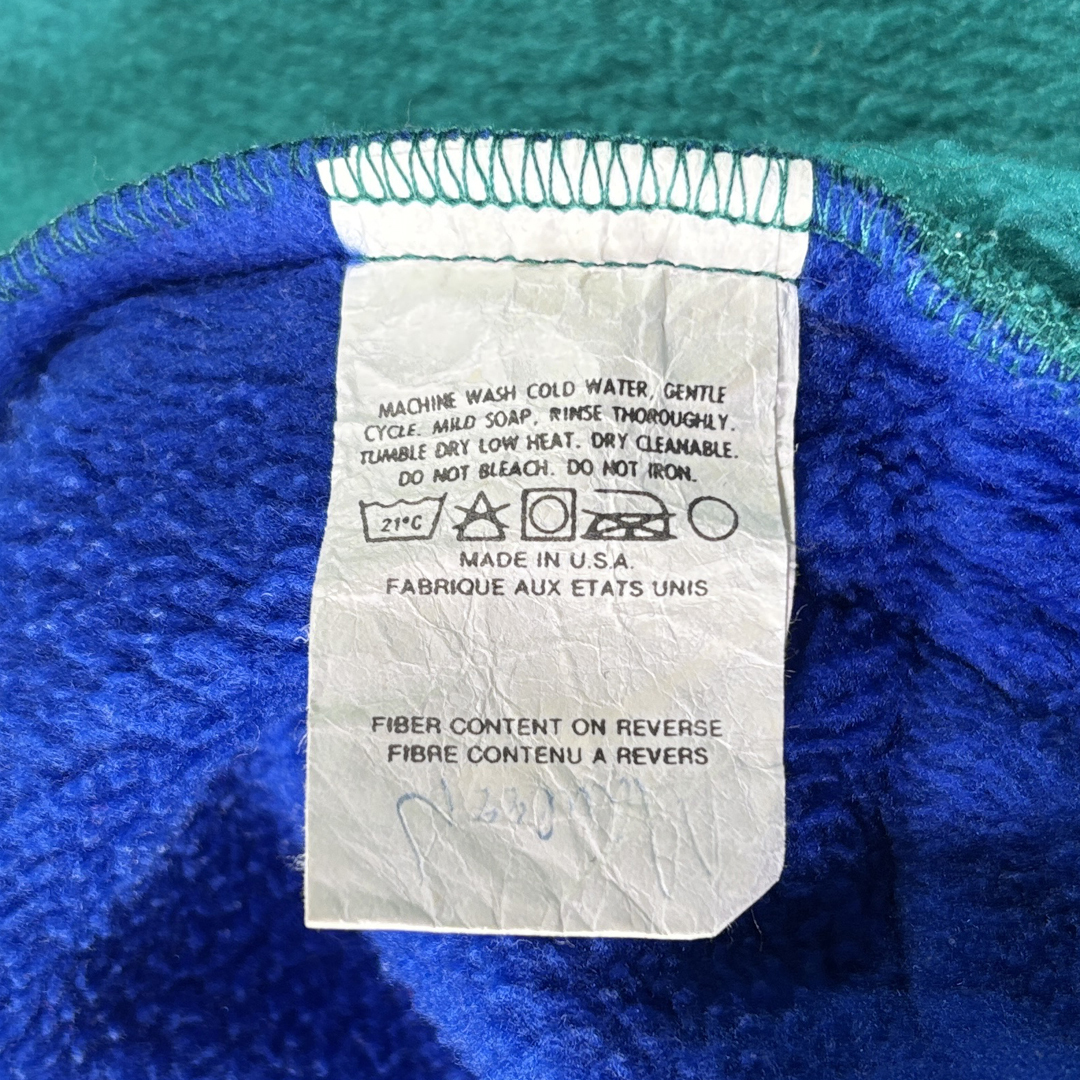 MACHINE WASH COLD WATER, GENTLE
CYCLE. MILD SOAP, RINSE THOROUGHLY.
TUMBLE DRY LOW HEAT. DRY CLEANABLE.
DO NOT BLEACH. DO NOT IRON.
21°C
MADE IN U.S.A.
FABRIQUE AUX ETATS UNIS
FIBER CONTENT ON REVERSE
FIBRE CONTENU A REVERS